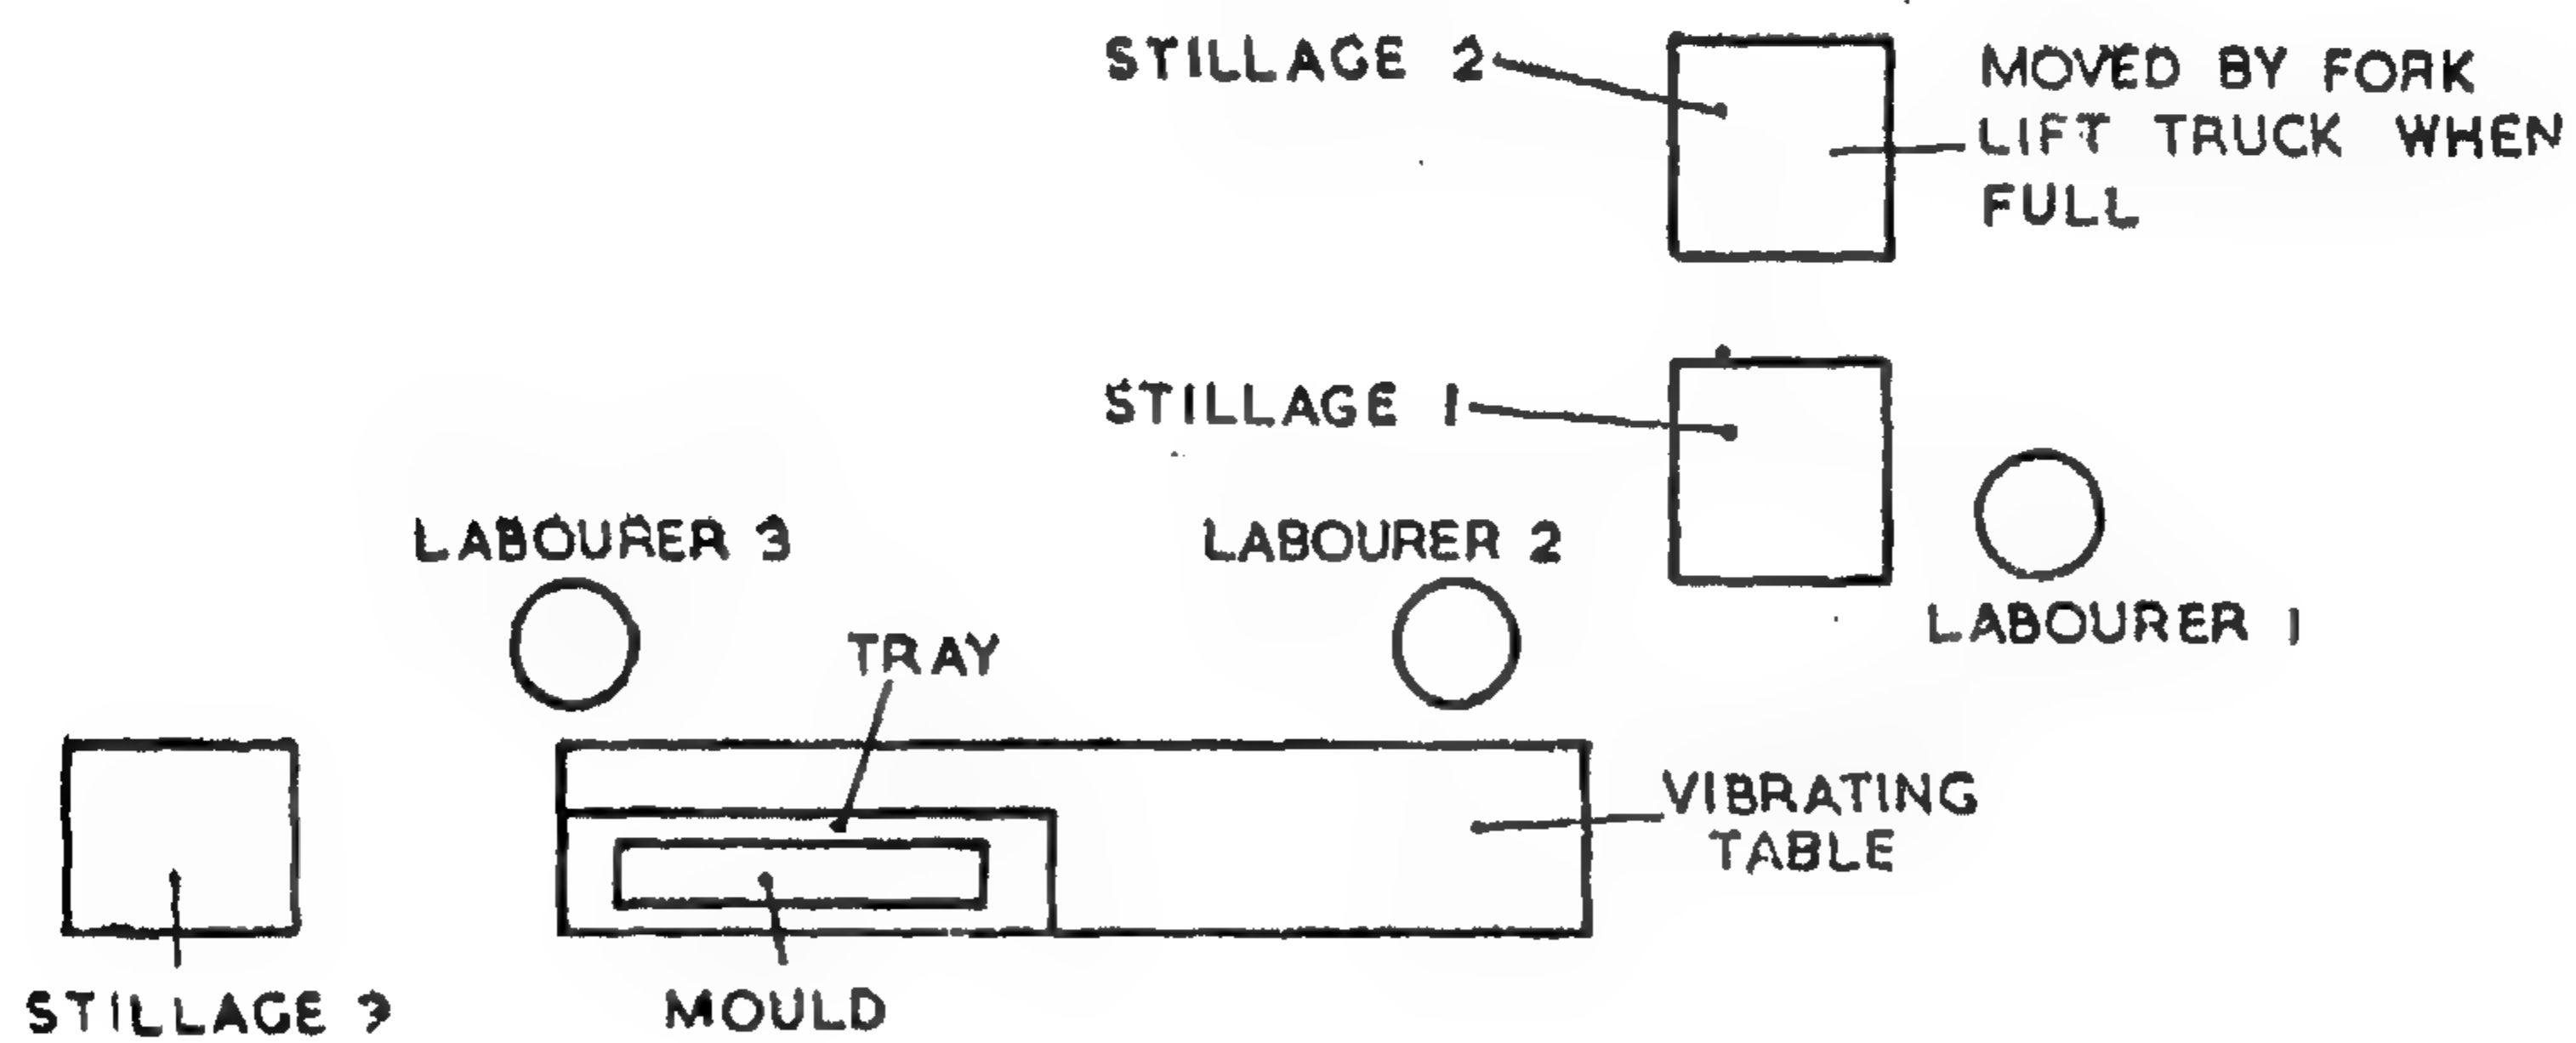 STILLAGE 2
MOVED BY FORK
LIFT TRUCK WHEN
FULL
STILLAGE 1
LABOURER 3
LABOURER 2
LABOURER 1
TRAY
VIBRATING
TABLE
STILLAGE 3
MOULD